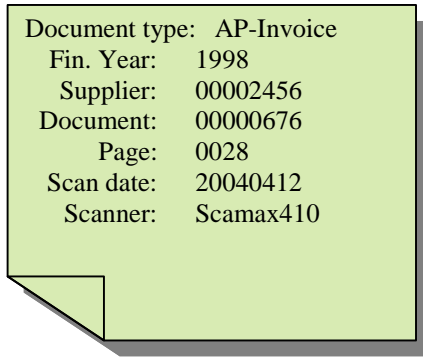 Document type: AP-Invoice
Fin. Year: 1998
Supplier: 00002456
Document: 00000676
Page: 0028
Scan date: 20040412
Scanner: Scamax410